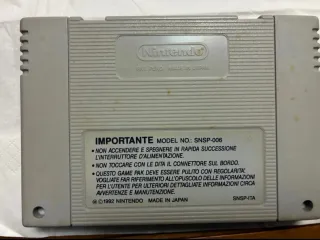 Nintendo
IMPORTANTE MODEL NO.: SNSP-006
• NON ACCENDERE E SPEGNERE IN RAPIDA SUCCESSIONE
L'INTERRUTTORE D'ALIMENTAZIONE.
• NON TOCCARE CON LE DITA IL CONNETTORE SUL BORDO.
• QUESTO GAME PAK DEVE ESSERE PULITO CON REGOLARITA'.
VOGLIATE FAR RIFERIMENTO ALL'OPUSCOLO DELLE INFORMAZIONI
PER L'UTENTE PER ULTERIORI DETTAGLIATE INFORMAZIONI CIRCA
AVVERTENZE E MANUTENZIONE.
©1992 NINTENDO MADE IN JAPAN SNSP-ITA